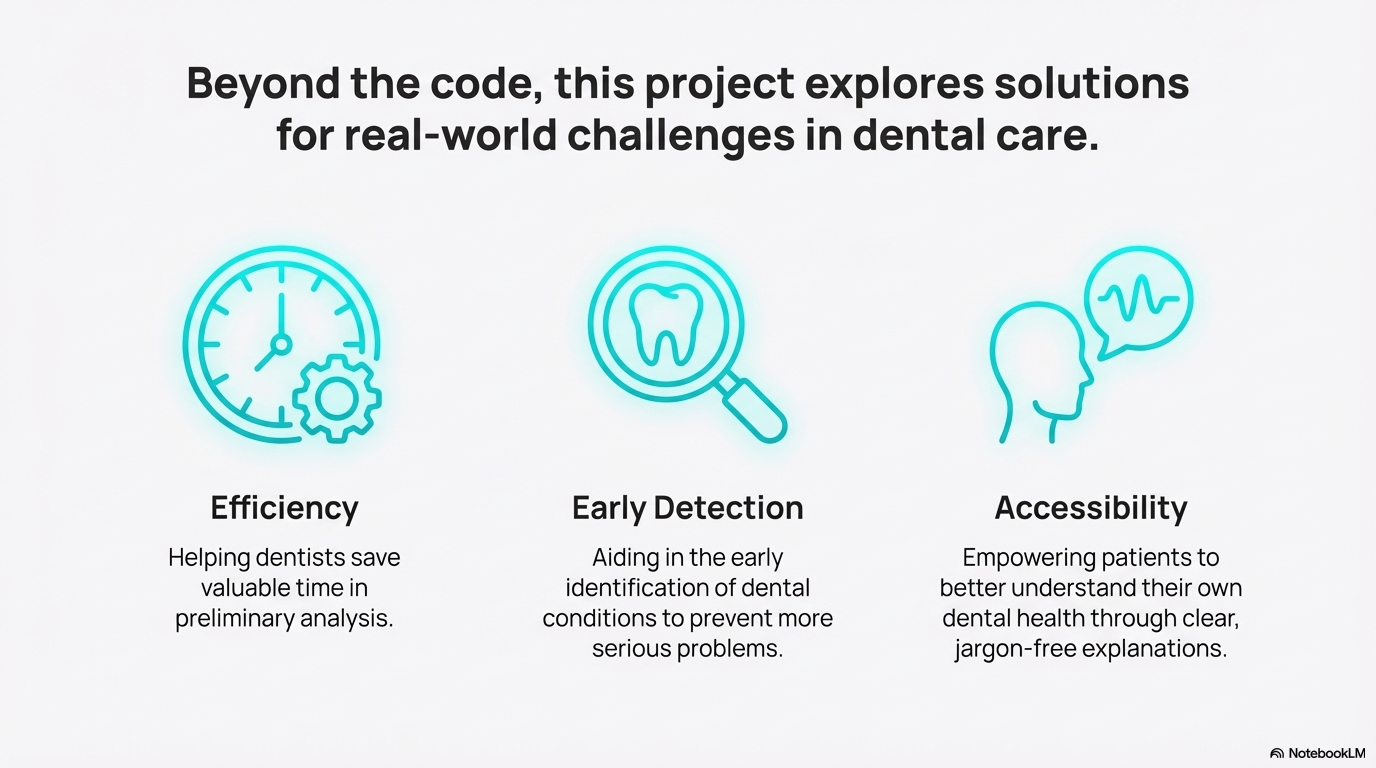 Beyond the code, this project explores solutions
for real-world challenges in dental care.
Efficiency
Helping dentists save
valuable time in
preliminary analysis.
Early Detection
Aiding in the early
identification of dental
conditions to prevent more
serious problems.
Accessibility
Empowering patients to
better understand their own
dental health through clear,
jargon-free explanations.
NotebookLM